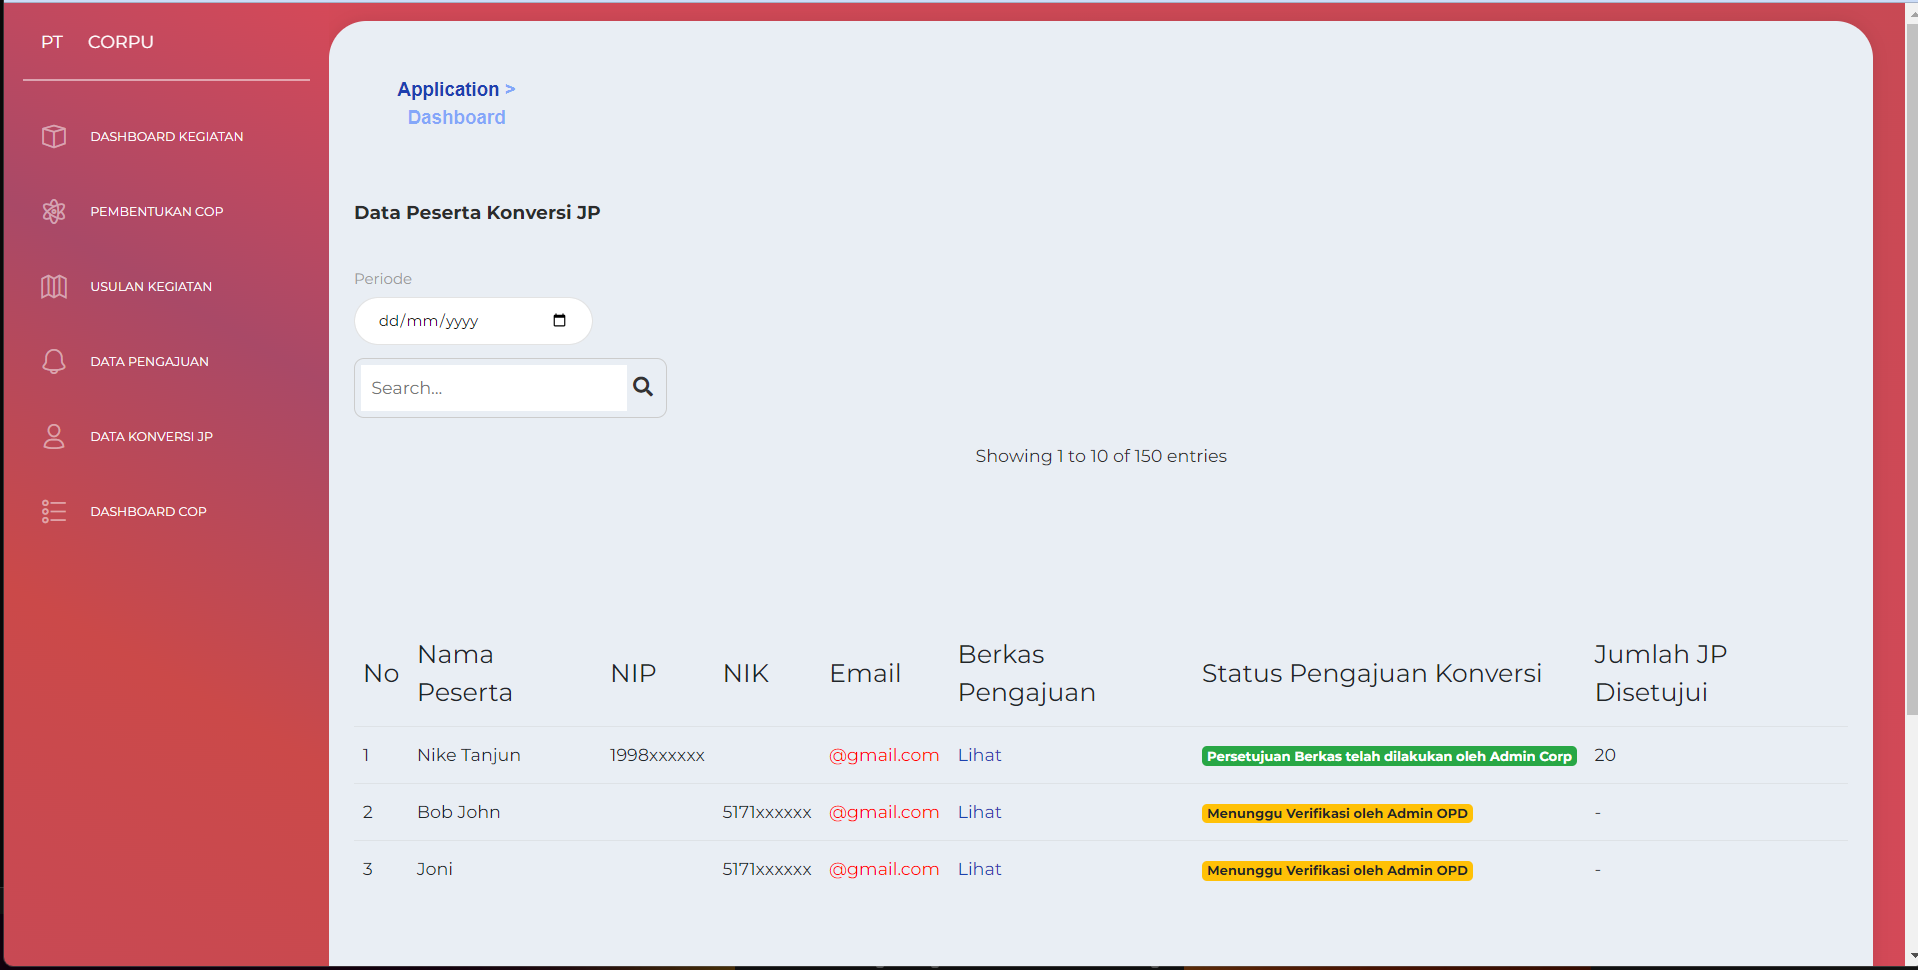 PT CORPU
DASHBOARD KEGIATAN
PEMBENTUKAN COP
USULAN KEGIATAN
DATA PENGAJUAN
DATA KONVERSI JP
DASHBOARD COP
Application >
Dashboard
Data Peserta Konversi JP
Periode
dd/mm/yyyy
Search...
Showing 1 to 10 of 150 entries
No Nama Peserta NIP NIK Email Berkas Pengajuan Status Pengajuan Konversi Jumlah JP Disetujui
1 Nike Tanjun 1998xxxxxx @gmail.com Lihat Persetujuan Berkas telah dilakukan oleh Admin Corp 20
2 Bob John 5171xxxxxx @gmail.com Lihat Menunggu Verifikasi oleh Admin OPD -
3 Joni 5171xxxxxx @gmail.com Lihat Menunggu Verifikasi oleh Admin OPD -